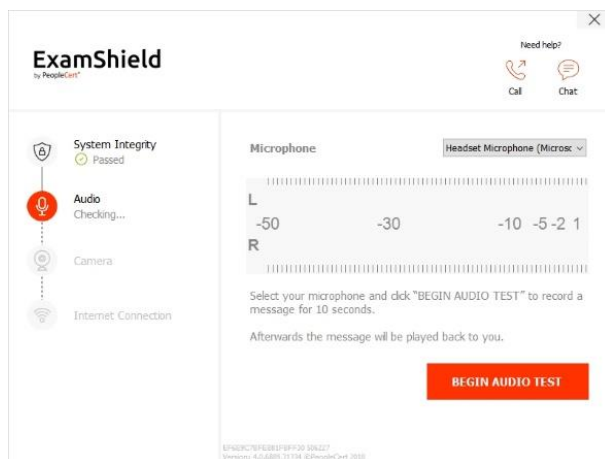 Need help?
ExamShield
by PeopleCert
Call
Chat
System Integrity
Passed
Audio
Checking...
Camera
Internet Connection
Microphone
Headset Microphone (Microsc
L
-50 -30 -10 -5 -2 1
R
Select your microphone and click "BEGIN AUDIO TEST" to record a
message for 10 seconds.
Afterwards the message will be played back to you.
BEGIN AUDIO TEST